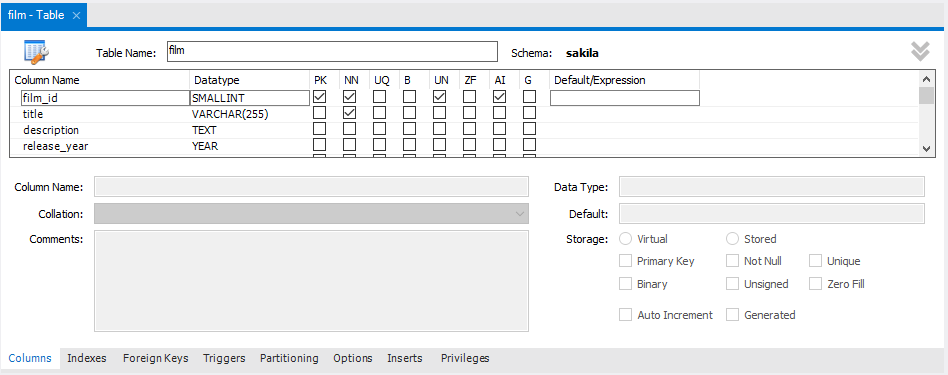 film - Table ×
Table Name: film Schema: sakila
Column Name Datatype PK NN UQ B UN ZF AI G Default/Expression
film_id SMALLINT
title VARCHAR(255)
description TEXT
release_year YEAR
Column Name: Data Type:
Collation: Default:
Comments: Storage: Virtual Stored
Primary Key Not Null Unique
Binary Unsigned Zero Fill
Auto Increment Generated
Columns Indexes Foreign Keys Triggers Partitioning Options Inserts Privileges